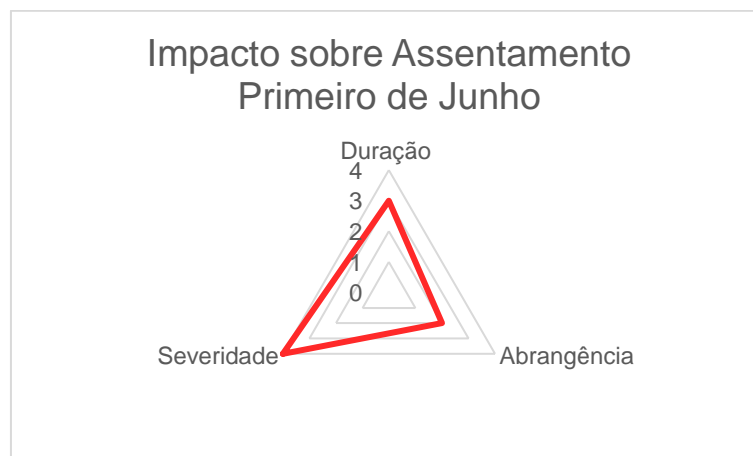 Impacto sobre Assentamento
Primeiro de Junho
Duração
4
3
2
1
0
Severidade
Abrangência